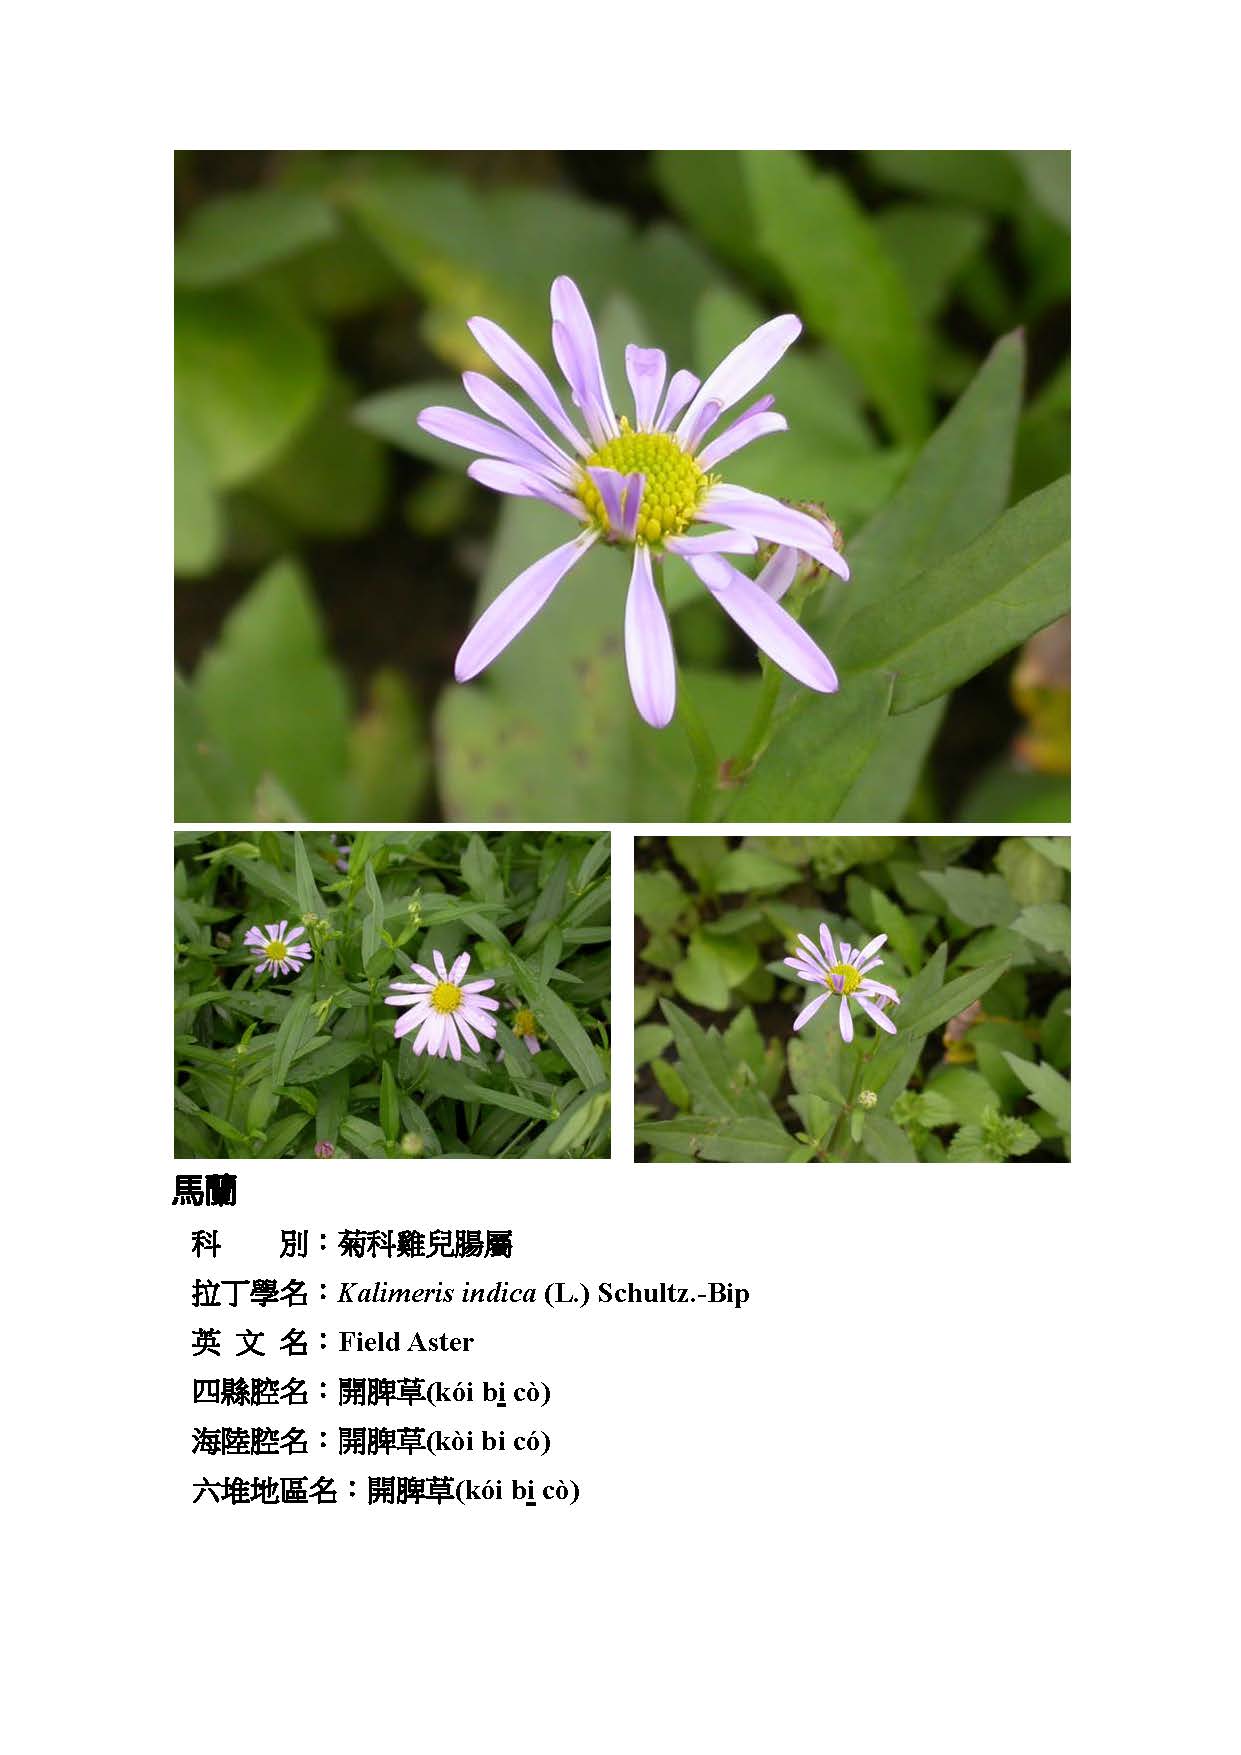 馬蘭
科　　別：菊科雞兒腸屬
拉丁學名：Kalimeris indica (L.) Schultz.-Bip
英 文 名：Field Aster
四縣腔名：開脾草(kói bi̱ cò)
海陸腔名：開脾草(kòi bi có)
六堆地區名：開脾草(kói bi̱ cò)